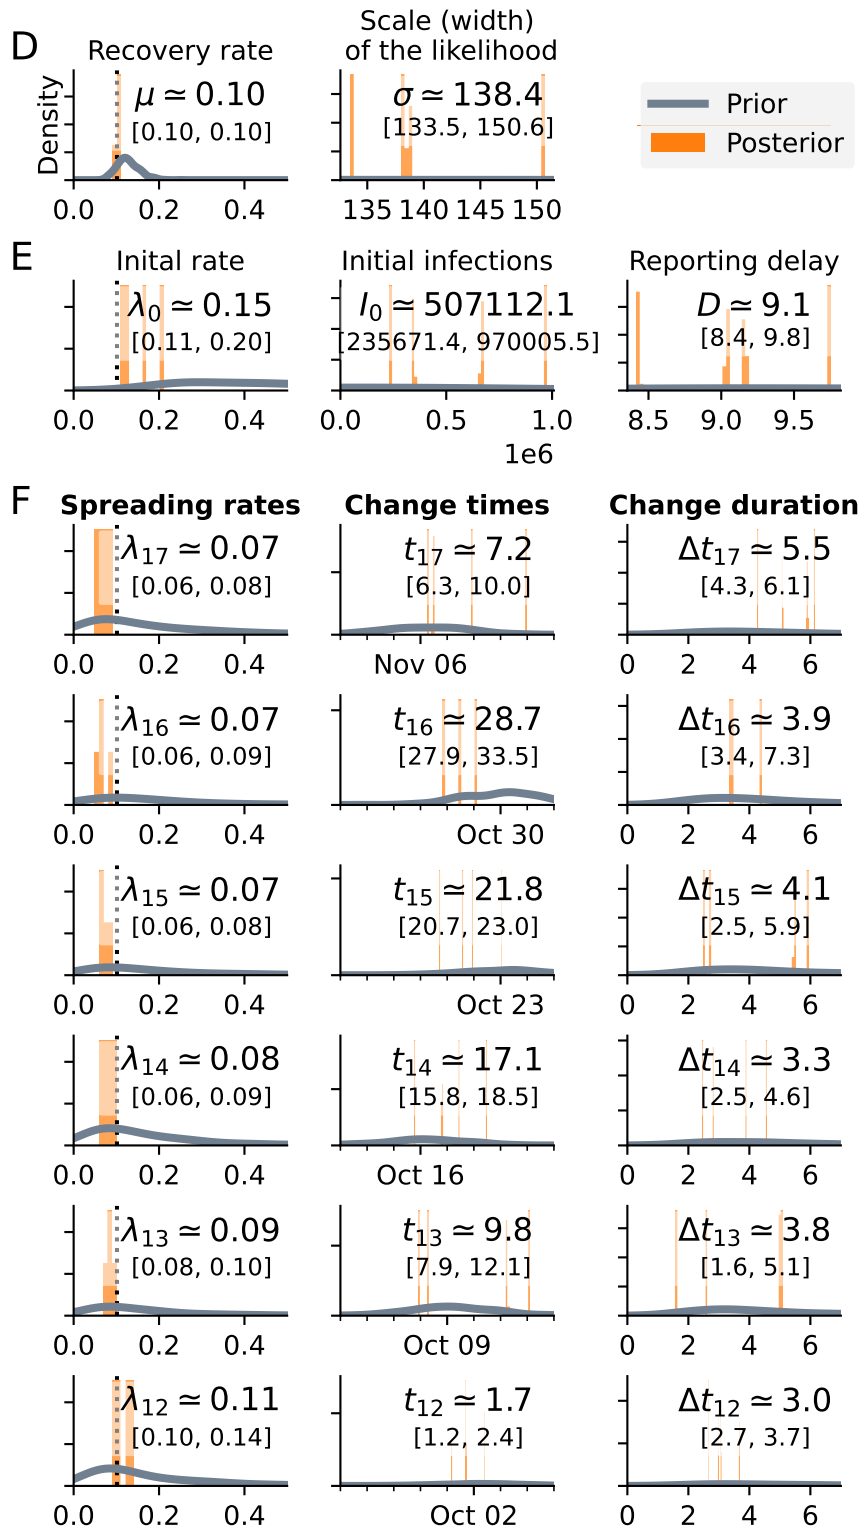 D
Recovery rate
Scale (width)
of the likelihood
Density
μ ≃ 0.10
[0.10, 0.10]
0.0 0.2 0.4
σ ≃ 138.4
[133.5, 150.6]
135 140 145 150
Prior
Posterior
E
Inital rate
λ0 ≃ 0.15
[0.11, 0.20]
0.0 0.2 0.4
Initial infections
I0 ≃ 507112.1
[235671.4, 970005.5]
0.0 0.5 1.0
1e6
Reporting delay
D ≃ 9.1
[8.4, 9.8]
8.5 9.0 9.5
F
Spreading rates Change times Change duration
λ17 ≃ 0.07
[0.06, 0.08]
0.0 0.2 0.4
t17 ≃ 7.2
[6.3, 10.0]
Nov 06
Δt17 ≃ 5.5
[4.3, 6.1]
0 2 4 6
λ16 ≃ 0.07
[0.06, 0.09]
0.0 0.2 0.4
t16 ≃ 28.7
[27.9, 33.5]
Oct 30
Δt16 ≃ 3.9
[3.4, 7.3]
0 2 4 6
λ15 ≃ 0.07
[0.06, 0.08]
0.0 0.2 0.4
t15 ≃ 21.8
[20.7, 23.0]
Oct 23
Δt15 ≃ 4.1
[2.5, 5.9]
0 2 4 6
λ14 ≃ 0.08
[0.06, 0.09]
0.0 0.2 0.4
t14 ≃ 17.1
[15.8, 18.5]
Oct 16
Δt14 ≃ 3.3
[2.5, 4.6]
0 2 4 6
λ13 ≃ 0.09
[0.08, 0.10]
0.0 0.2 0.4
t13 ≃ 9.8
[7.9, 12.1]
Oct 09
Δt13 ≃ 3.8
[1.6, 5.1]
0 2 4 6
λ12 ≃ 0.11
[0.10, 0.14]
0.0 0.2 0.4
t12 ≃ 1.7
[1.2, 2.4]
Oct 02
Δt12 ≃ 3.0
[2.7, 3.7]
0 2 4 6